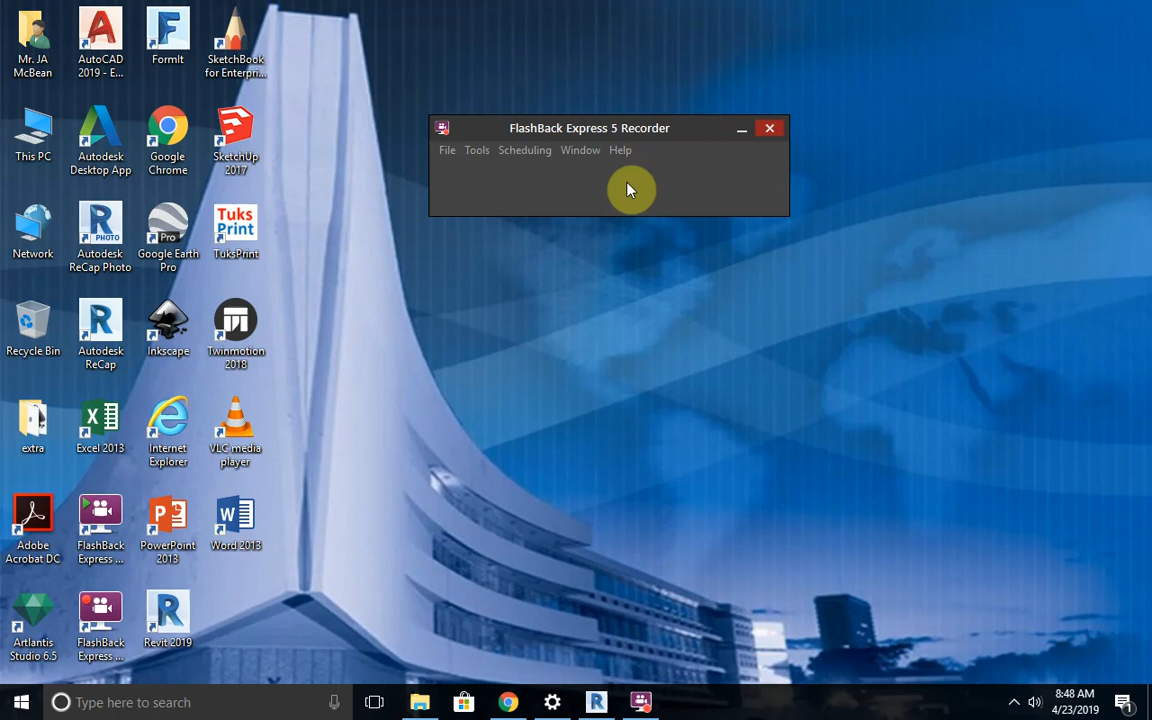 Mr. JA
McBean
AutoCAD
2019 - E...
FormIt
SketchBook
for Enterpri...
This PC
Autodesk
Desktop App
Google
Chrome
SketchUp
2017
Network
PHOTO
Autodesk
ReCap Photo
Pro
Google Earth
Pro
Tuks
Print
TuksPrint
Recycle Bin
Autodesk
ReCap
Inkscape
Twinmotion
2018
extra
Excel 2013
Internet
Explorer
VLC media
player
Adobe
Acrobat DC
FlashBack
Express ...
PowerPoint
2013
Word 2013
Artlantis
Studio 6.5
FlashBack
Express ...
Revit 2019
FlashBack Express 5 Recorder
File Tools Scheduling Window Help
Type here to search
8:48 AM
4/23/2019
1